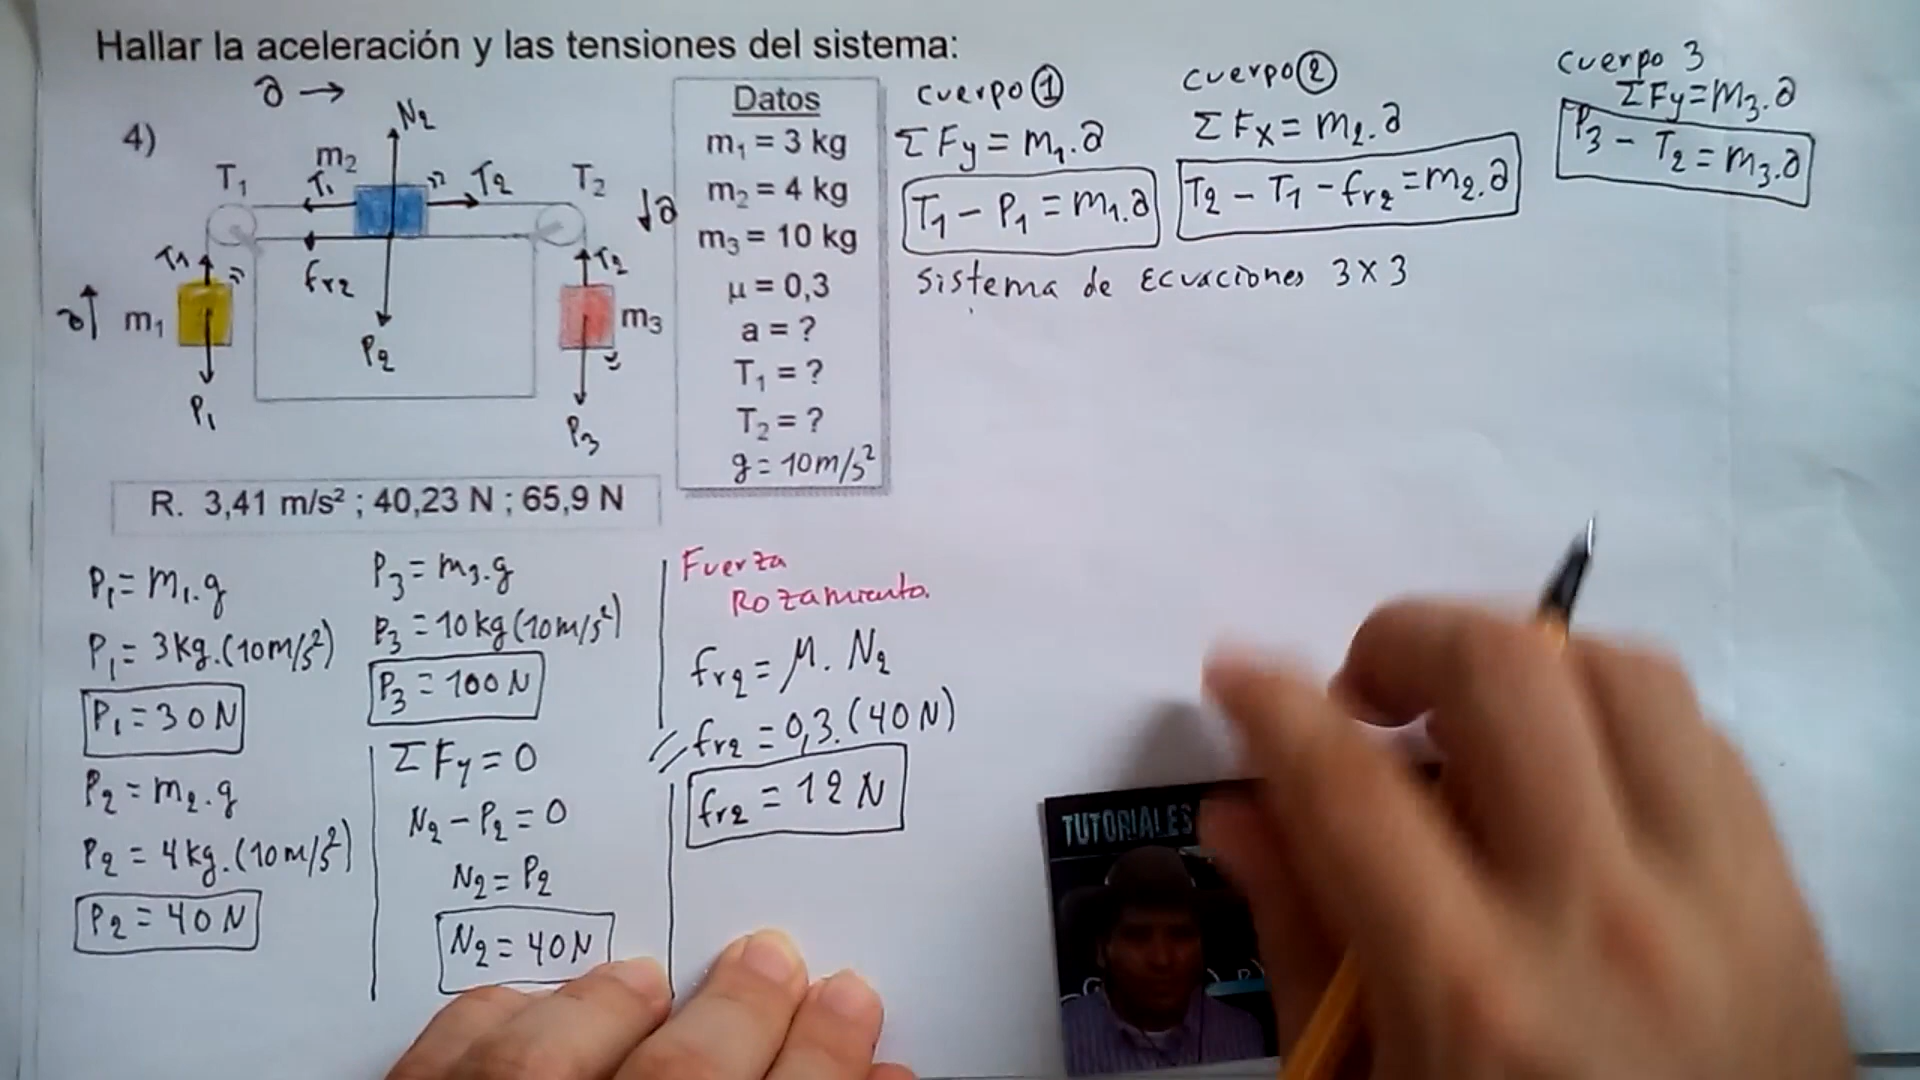 Hallar la aceleración y las tensiones del sistema:
4)
a →
N2
m2
T1
T1
T2
T2
a
T1
fr2
T2
a
m1
m3
P2
P1
P3
Datos
m1 = 3 kg
m2 = 4 kg
m3 = 10 kg
μ = 0,3
a = ?
T1 = ?
T2 = ?
g = 10m/s²
R. 3,41 m/s² ; 40,23 N ; 65,9 N
cuerpo 1
ΣFy = m1.a
T1 - P1 = m1.a
cuerpo 2
ΣFx = m2.a
T2 - T1 - fr2 = m2.a
cuerpo 3
ΣFy = m3.a
P3 - T2 = m3.a
Sistema de Ecuaciones 3x3
P1 = m1.g
P1 = 3kg.(10m/s²)
P1 = 30N
P2 = m2.g
P2 = 4kg.(10m/s²)
P2 = 40N
P3 = m3.g
P3 = 10kg(10m/s²)
P3 = 100N
ΣFy = 0
N2 - P2 = 0
N2 = P2
N2 = 40N
Fuerza
Rozamiento.
fr2 = μ. N2
fr2 = 0,3.(40N)
fr2 = 12N
TUTORIALES